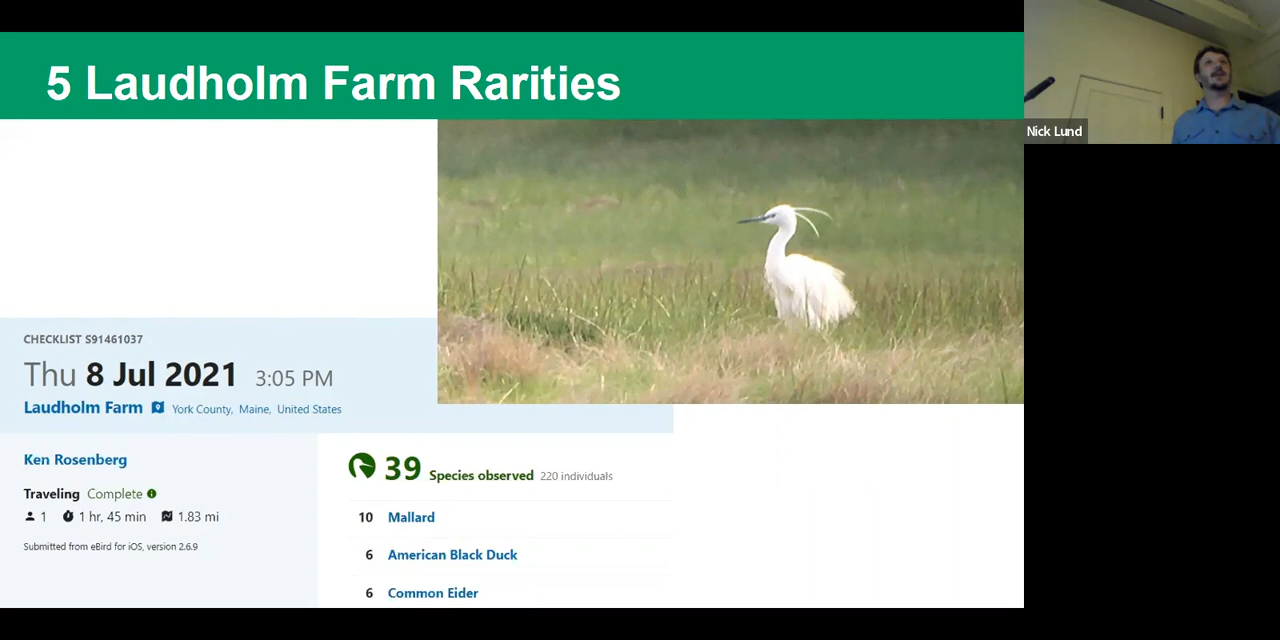 5 Laudholm Farm Rarities
Nick Lund
CHECKLIST S91461037
Thu 8 Jul 2021 3:05 PM
Laudholm Farm York County, Maine, United States
Ken Rosenberg
Traveling Complete
1 1 hr, 45 min 1.83 mi
Submitted from eBird for iOS, version 2.6.9
39 Species observed 220 individuals
10 Mallard
6 American Black Duck
6 Common Eider